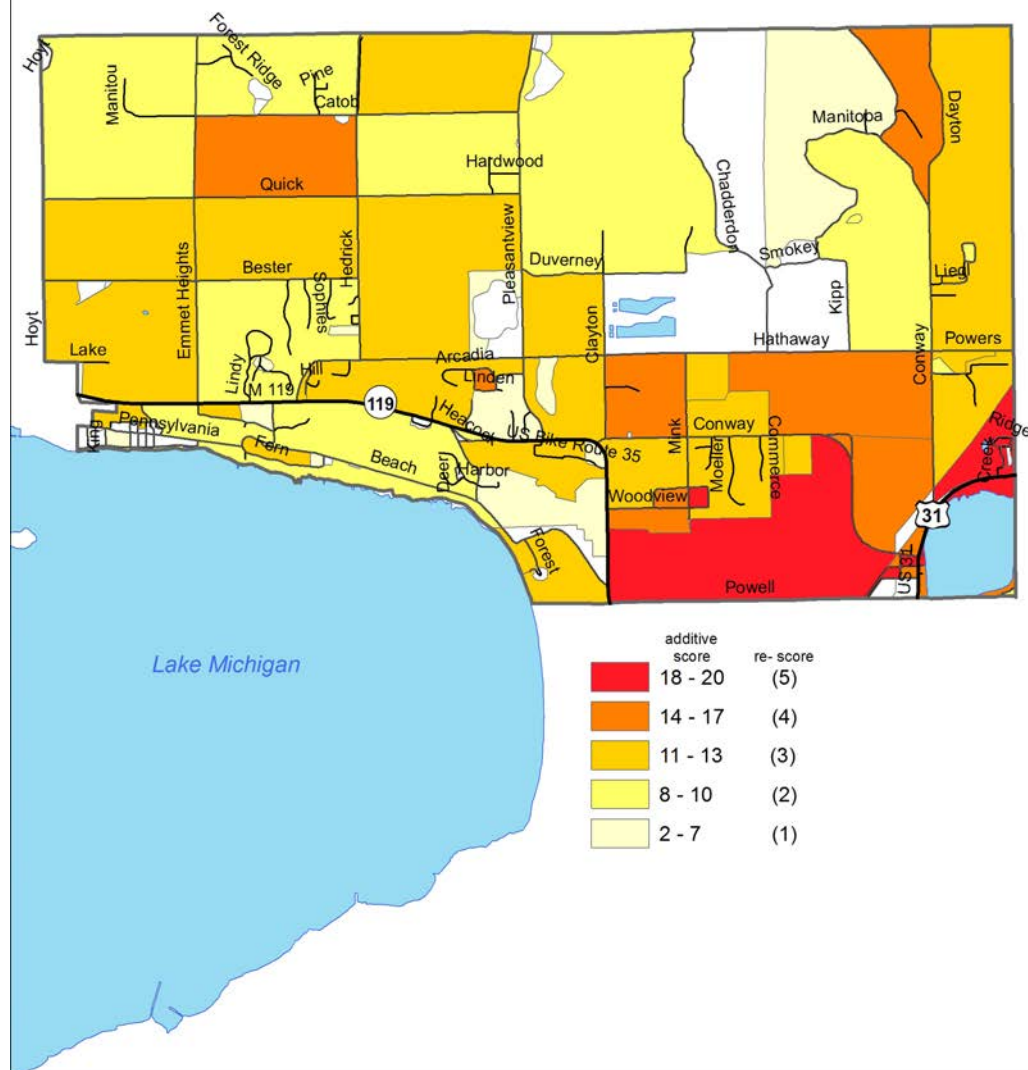 Hoyt
Forest Ridge
Pine
Catob
Manitou
Manitopa
Dayton
Hardwood
Quick
Chadderdon
Smokey
Duverney
Pleasantview
Bester
Sophies
Hedrick
Emmet Heights
Kipp
Lieg
Hoyt
Lake
Clayton
Hathaway
Conway
Powers
Arcadia
Hill
Linden
Lindy
M 119
119
Heacoct
US Bike Route 35
King
Pennsylvania
Fern
Beach
Deer
Harbor
Mink
Conway
Moeller
Commerce
Woodview
Ridge
Creek
31
Forest
Powell
US 31
Lake Michigan
additive score re- score
18 - 20 (5)
14 - 17 (4)
11 - 13 (3)
8 - 10 (2)
2 - 7 (1)